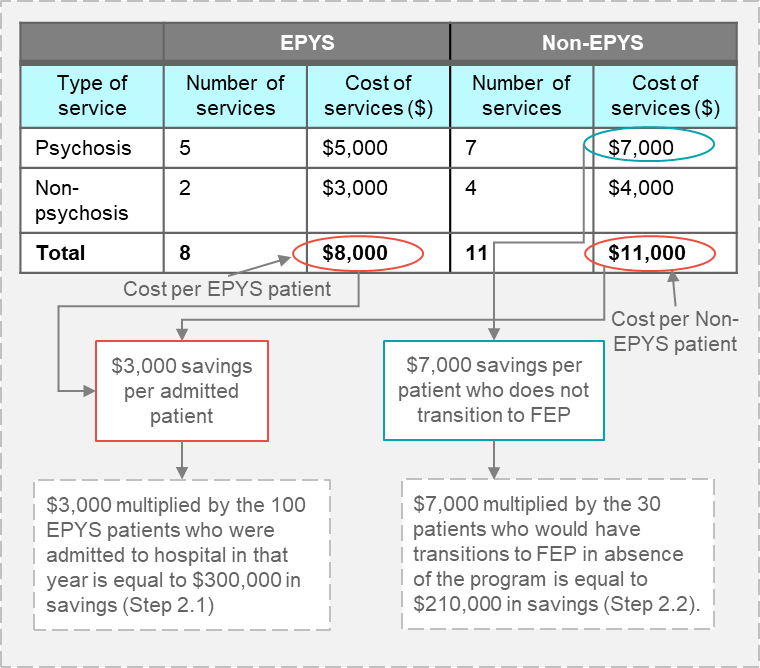 EPYS Non-EPYS
Type of service Number of services Cost of services ($) Number of services Cost of services ($)
Psychosis 5 $5,000 7 $7,000
Non-psychosis 2 $3,000 4 $4,000
Total 8 $8,000 11 $11,000
Cost per EPYS patient
Cost per Non-
EPYS patient
$3,000 savings
per admitted
patient
$7,000 savings per
patient who does not
transition to FEP
$3,000 multiplied by the 100
EPYS patients who were
admitted to hospital in that
year is equal to $300,000 in
savings (Step 2.1)
$7,000 multiplied by the 30
patients who would have
transitions to FEP in absence
of the program is equal to
$210,000 in savings (Step 2.2).